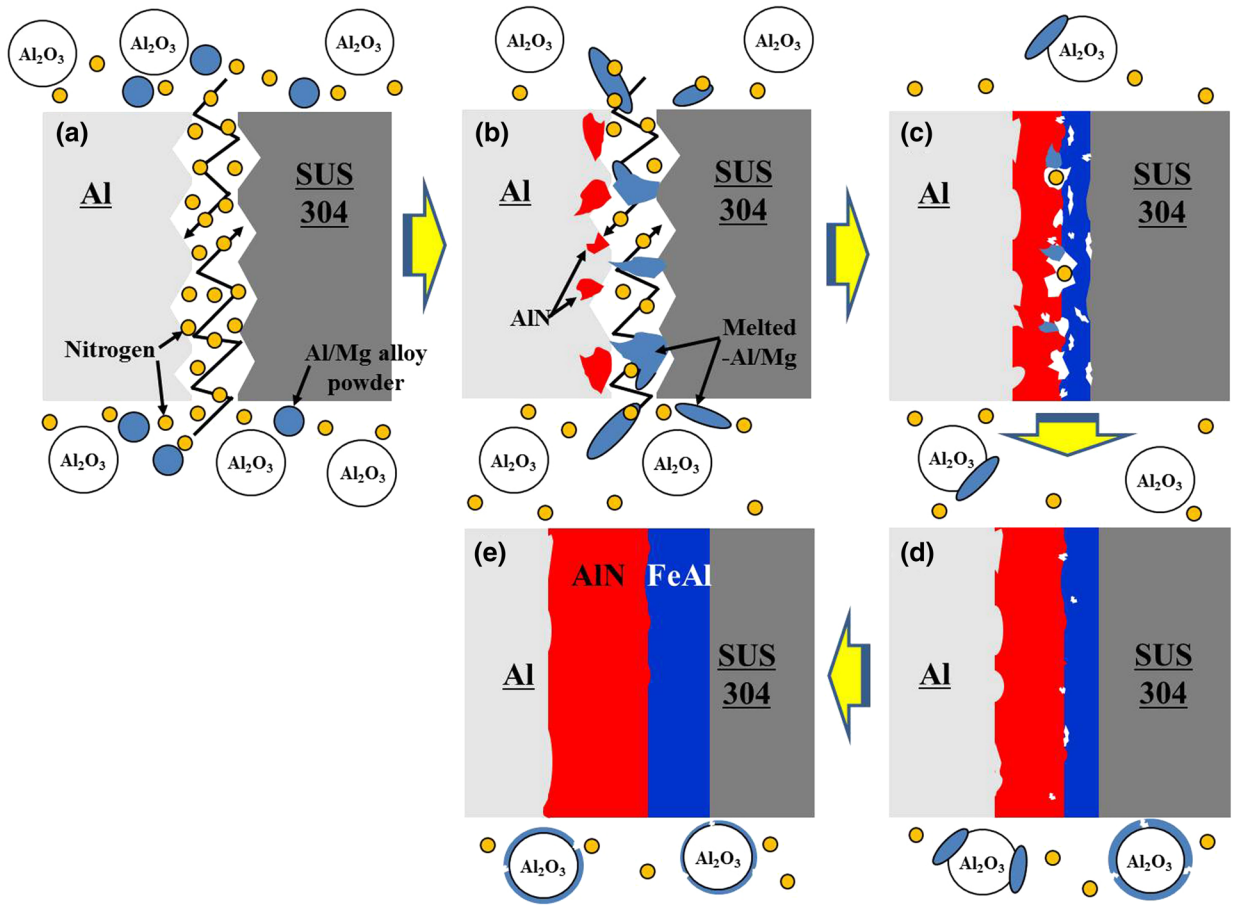 Al₂O₃
Al₂O₃
Al₂O₃
(a)
Al
SUS
304
Nitrogen
Al/Mg alloy
powder
Al₂O₃
Al₂O₃
Al₂O₃
Al₂O₃
Al₂O₃
(b)
Al
SUS
304
AlN
Melted
-Al/Mg
Al₂O₃
Al₂O₃
Al₂O₃
(c)
Al
SUS
304
Al₂O₃
Al₂O₃
(d)
Al
SUS
304
Al₂O₃
Al₂O₃
(e)
AlN
FeAl
Al
SUS
304
Al₂O₃
Al₂O₃